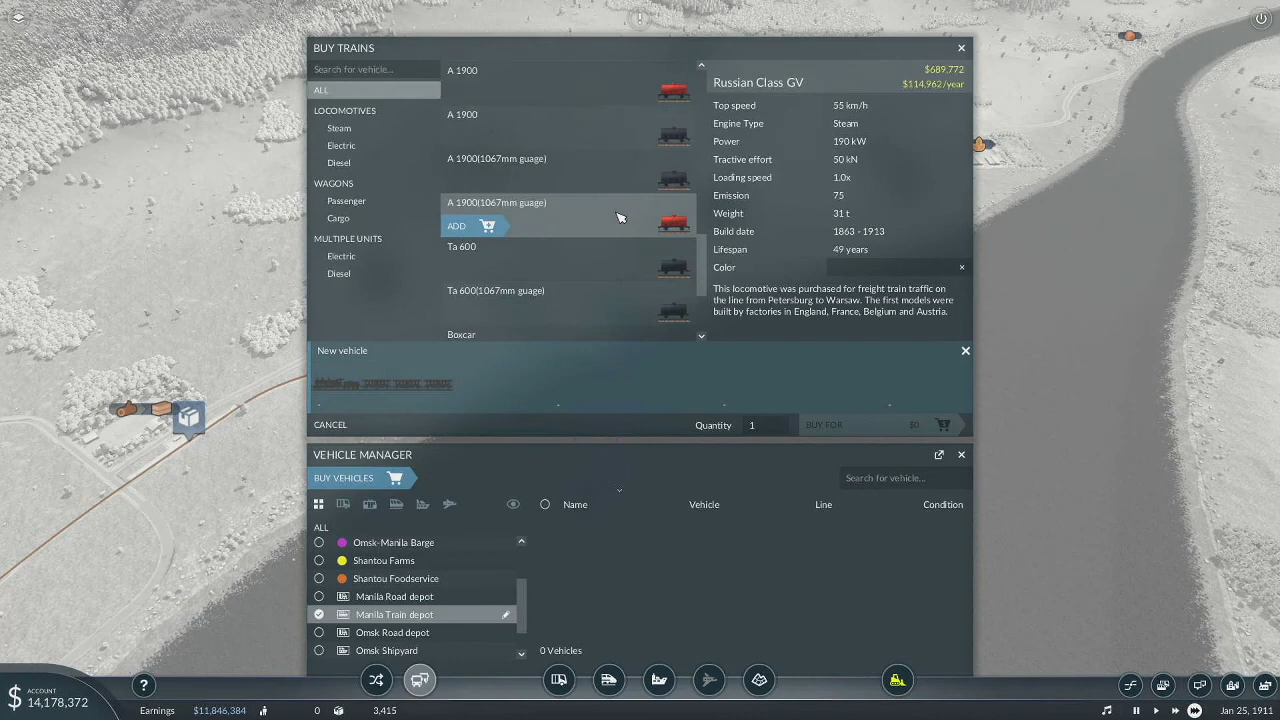 BUY TRAINS
Search for vehicle...
ALL
LOCOMOTIVES
Steam
Electric
Diesel
WAGONS
Passenger
Cargo
MULTIPLE UNITS
Electric
Diesel
A 1900
A 1900
A 1900(1067mm guage)
A 1900(1067mm guage)
ADD
Ta 600
Ta 600(1067mm guage)
Boxcar
$689,772
Russian Class GV
$114,962/year
Top speed 55 km/h
Engine Type Steam
Power 190 kW
Tractive effort 50 kN
Loading speed 1.0x
Emission 75
Weight 31 t
Build date 1863 - 1913
Lifespan 49 years
Color
This locomotive was purchased for freight train traffic
on the line from Petersburg to Warsaw. The first models were
built by factories in England, France, Belgium and Austria.
New vehicle
- - - -
CANCEL
Quantity 1
BUY FOR $0
VEHICLE MANAGER
BUY VEHICLES
Search for vehicle...
Name Vehicle Line Condition
ALL
Omsk-Manila Barge
Shantou Farms
Shantou Foodservice
Manila Road depot
Manila Train depot
Omsk Road depot
Omsk Shipyard
0 Vehicles
$ ACCOUNT
14,178,372
?
Earnings $11,846,384 0 3,415
Jan 25, 1911